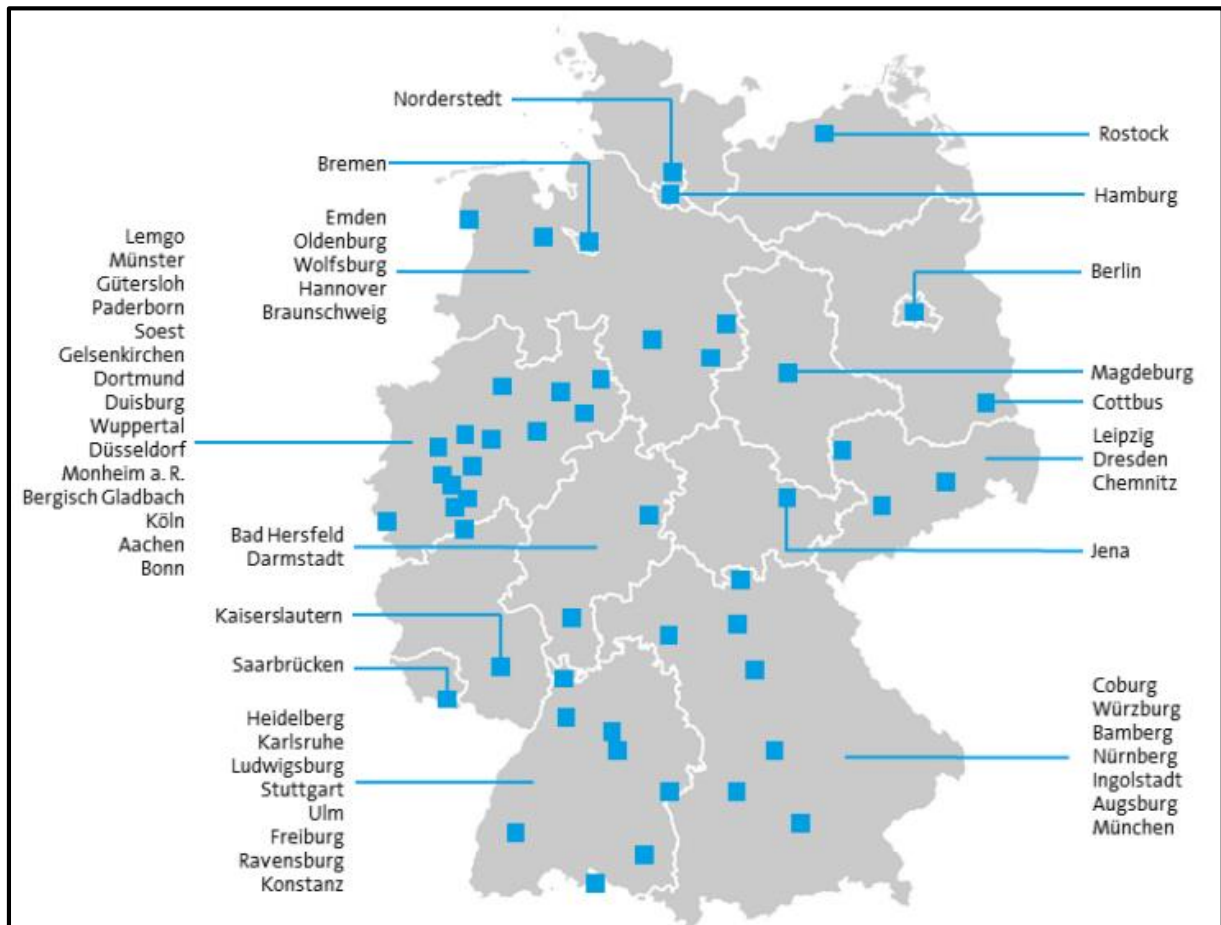 Norderstedt
Bremen
Emden
Oldenburg
Wolfsburg
Hannover
Braunschweig
Lemgo
Münster
Gütersloh
Paderborn
Soest
Gelsenkirchen
Dortmund
Duisburg
Wuppertal
Düsseldorf
Monheim a. R.
Bergisch Gladbach
Köln
Aachen
Bonn
Bad Hersfeld
Darmstadt
Kaiserslautern
Saarbrücken
Heidelberg
Karlsruhe
Ludwigsburg
Stuttgart
Ulm
Freiburg
Ravensburg
Konstanz
Rostock
Hamburg
Berlin
Magdeburg
Cottbus
Leipzig
Dresden
Chemnitz
Jena
Coburg
Würzburg
Bamberg
Nürnberg
Ingolstadt
Augsburg
München